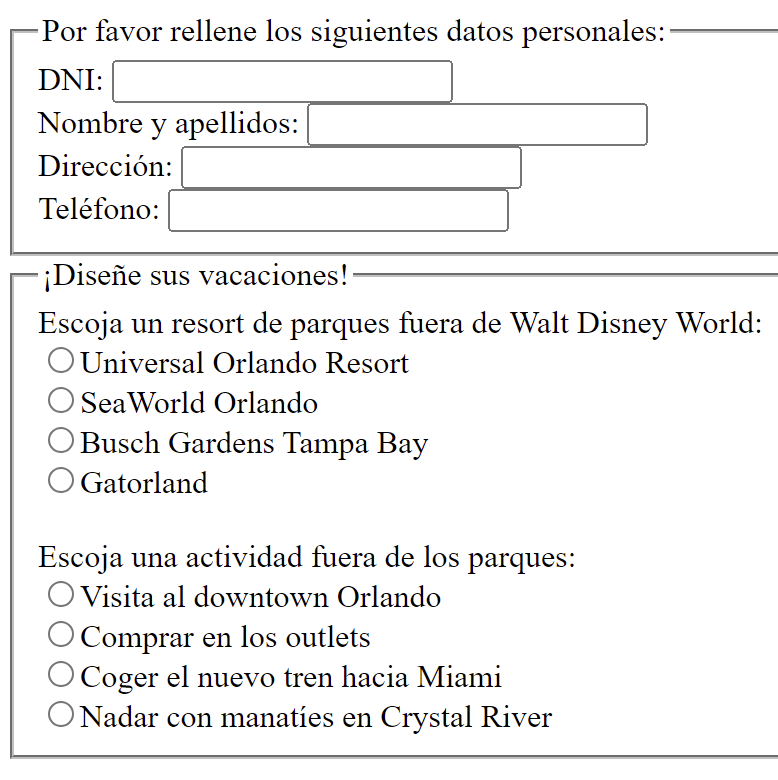 Por favor rellene los siguientes datos personales:
DNI:
Nombre y apellidos:
Dirección:
Teléfono:
¡Diseñe sus vacaciones!
Escoja un resort de parques fuera de Walt Disney World:
Universal Orlando Resort
SeaWorld Orlando
Busch Gardens Tampa Bay
Gatorland
Escoja una actividad fuera de los parques:
Visita al downtown Orlando
Comprar en los outlets
Coger el nuevo tren hacia Miami
Nadar con manatíes en Crystal River